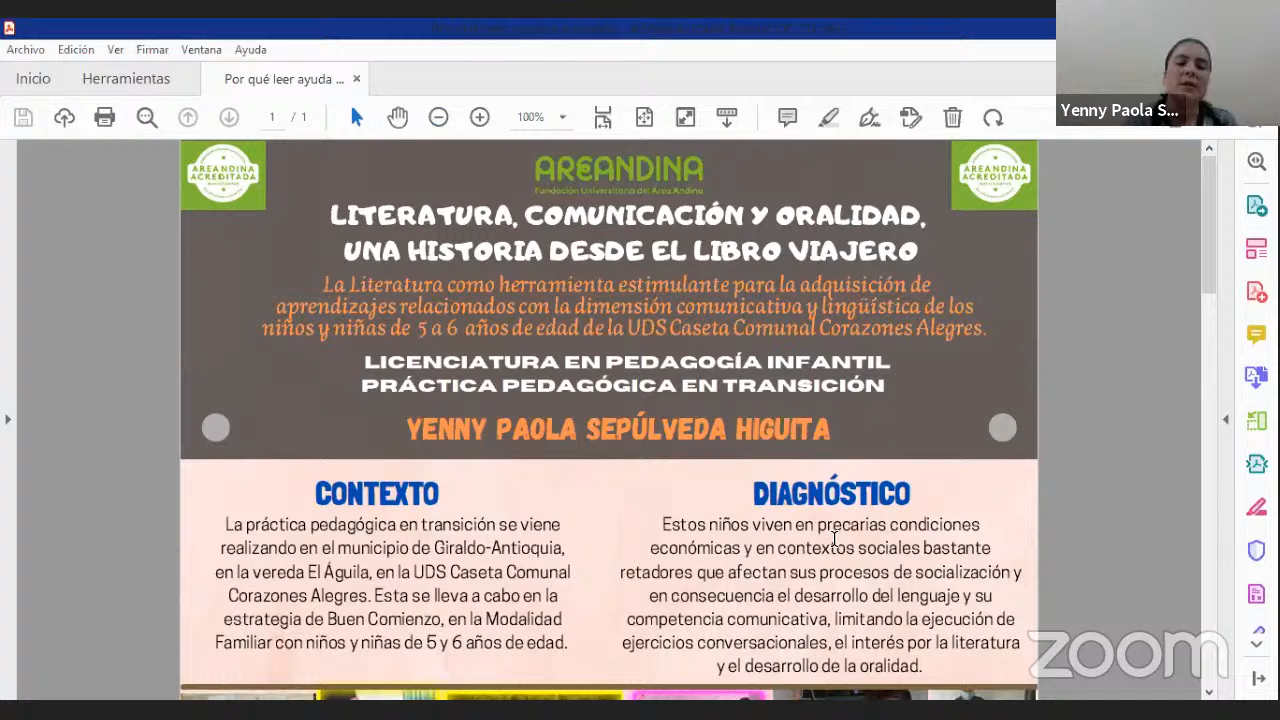 Archivo Edición Ver Firmar Ventana Ayuda
Inicio Herramientas Por qué leer ayuda ... ×
1 / 1 100%
Yenny Paola S...
AREANDINA
ACREDITADA
AREANDINA
Fundación Universitaria del Área Andina
AREANDINA
ACREDITADA
LITERATURA, COMUNICACIÓN Y ORALIDAD,
UNA HISTORIA DESDE EL LIBRO VIAJERO
La Literatura como herramienta estimulante para la adquisición de
aprendizajes relacionados con la dimensión comunicativa y lingüística de los
niños y niñas de 5 a 6 años de edad de la UDS Caseta Comunal Corazones Alegres.
LICENCIATURA EN PEDAGOGÍA INFANTIL
PRÁCTICA PEDAGÓGICA EN TRANSICIÓN
YENNY PAOLA SEPÚLVEDA HIGUITA
CONTEXTO
La práctica pedagógica en transición se viene
realizando en el municipio de Giraldo-Antioquia,
en la vereda El Águila, en la UDS Caseta Comunal
Corazones Alegres. Esta se lleva a cabo en la
estrategia de Buen Comienzo, en la Modalidad
Familiar con niños y niñas de 5 y 6 años de edad.
DIAGNÓSTICO
Estos niños viven en precarias condiciones
económicas y en contextos sociales bastante
retadores que afectan sus procesos de socialización y
en consecuencia el desarrollo del lenguaje y su
competencia comunicativa, limitando la ejecución de
ejercicios conversacionales, el interés por la literatura
y el desarrollo de la oralidad.
zoom